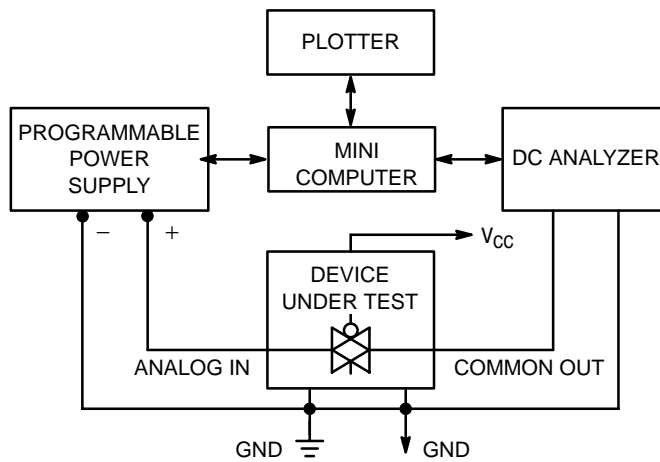 PLOTTER
PROGRAMMABLE
POWER
SUPPLY
MINI
COMPUTER
DC ANALYZER
− +
VCC
DEVICE
UNDER TEST
ANALOG IN
COMMON OUT
GND
GND